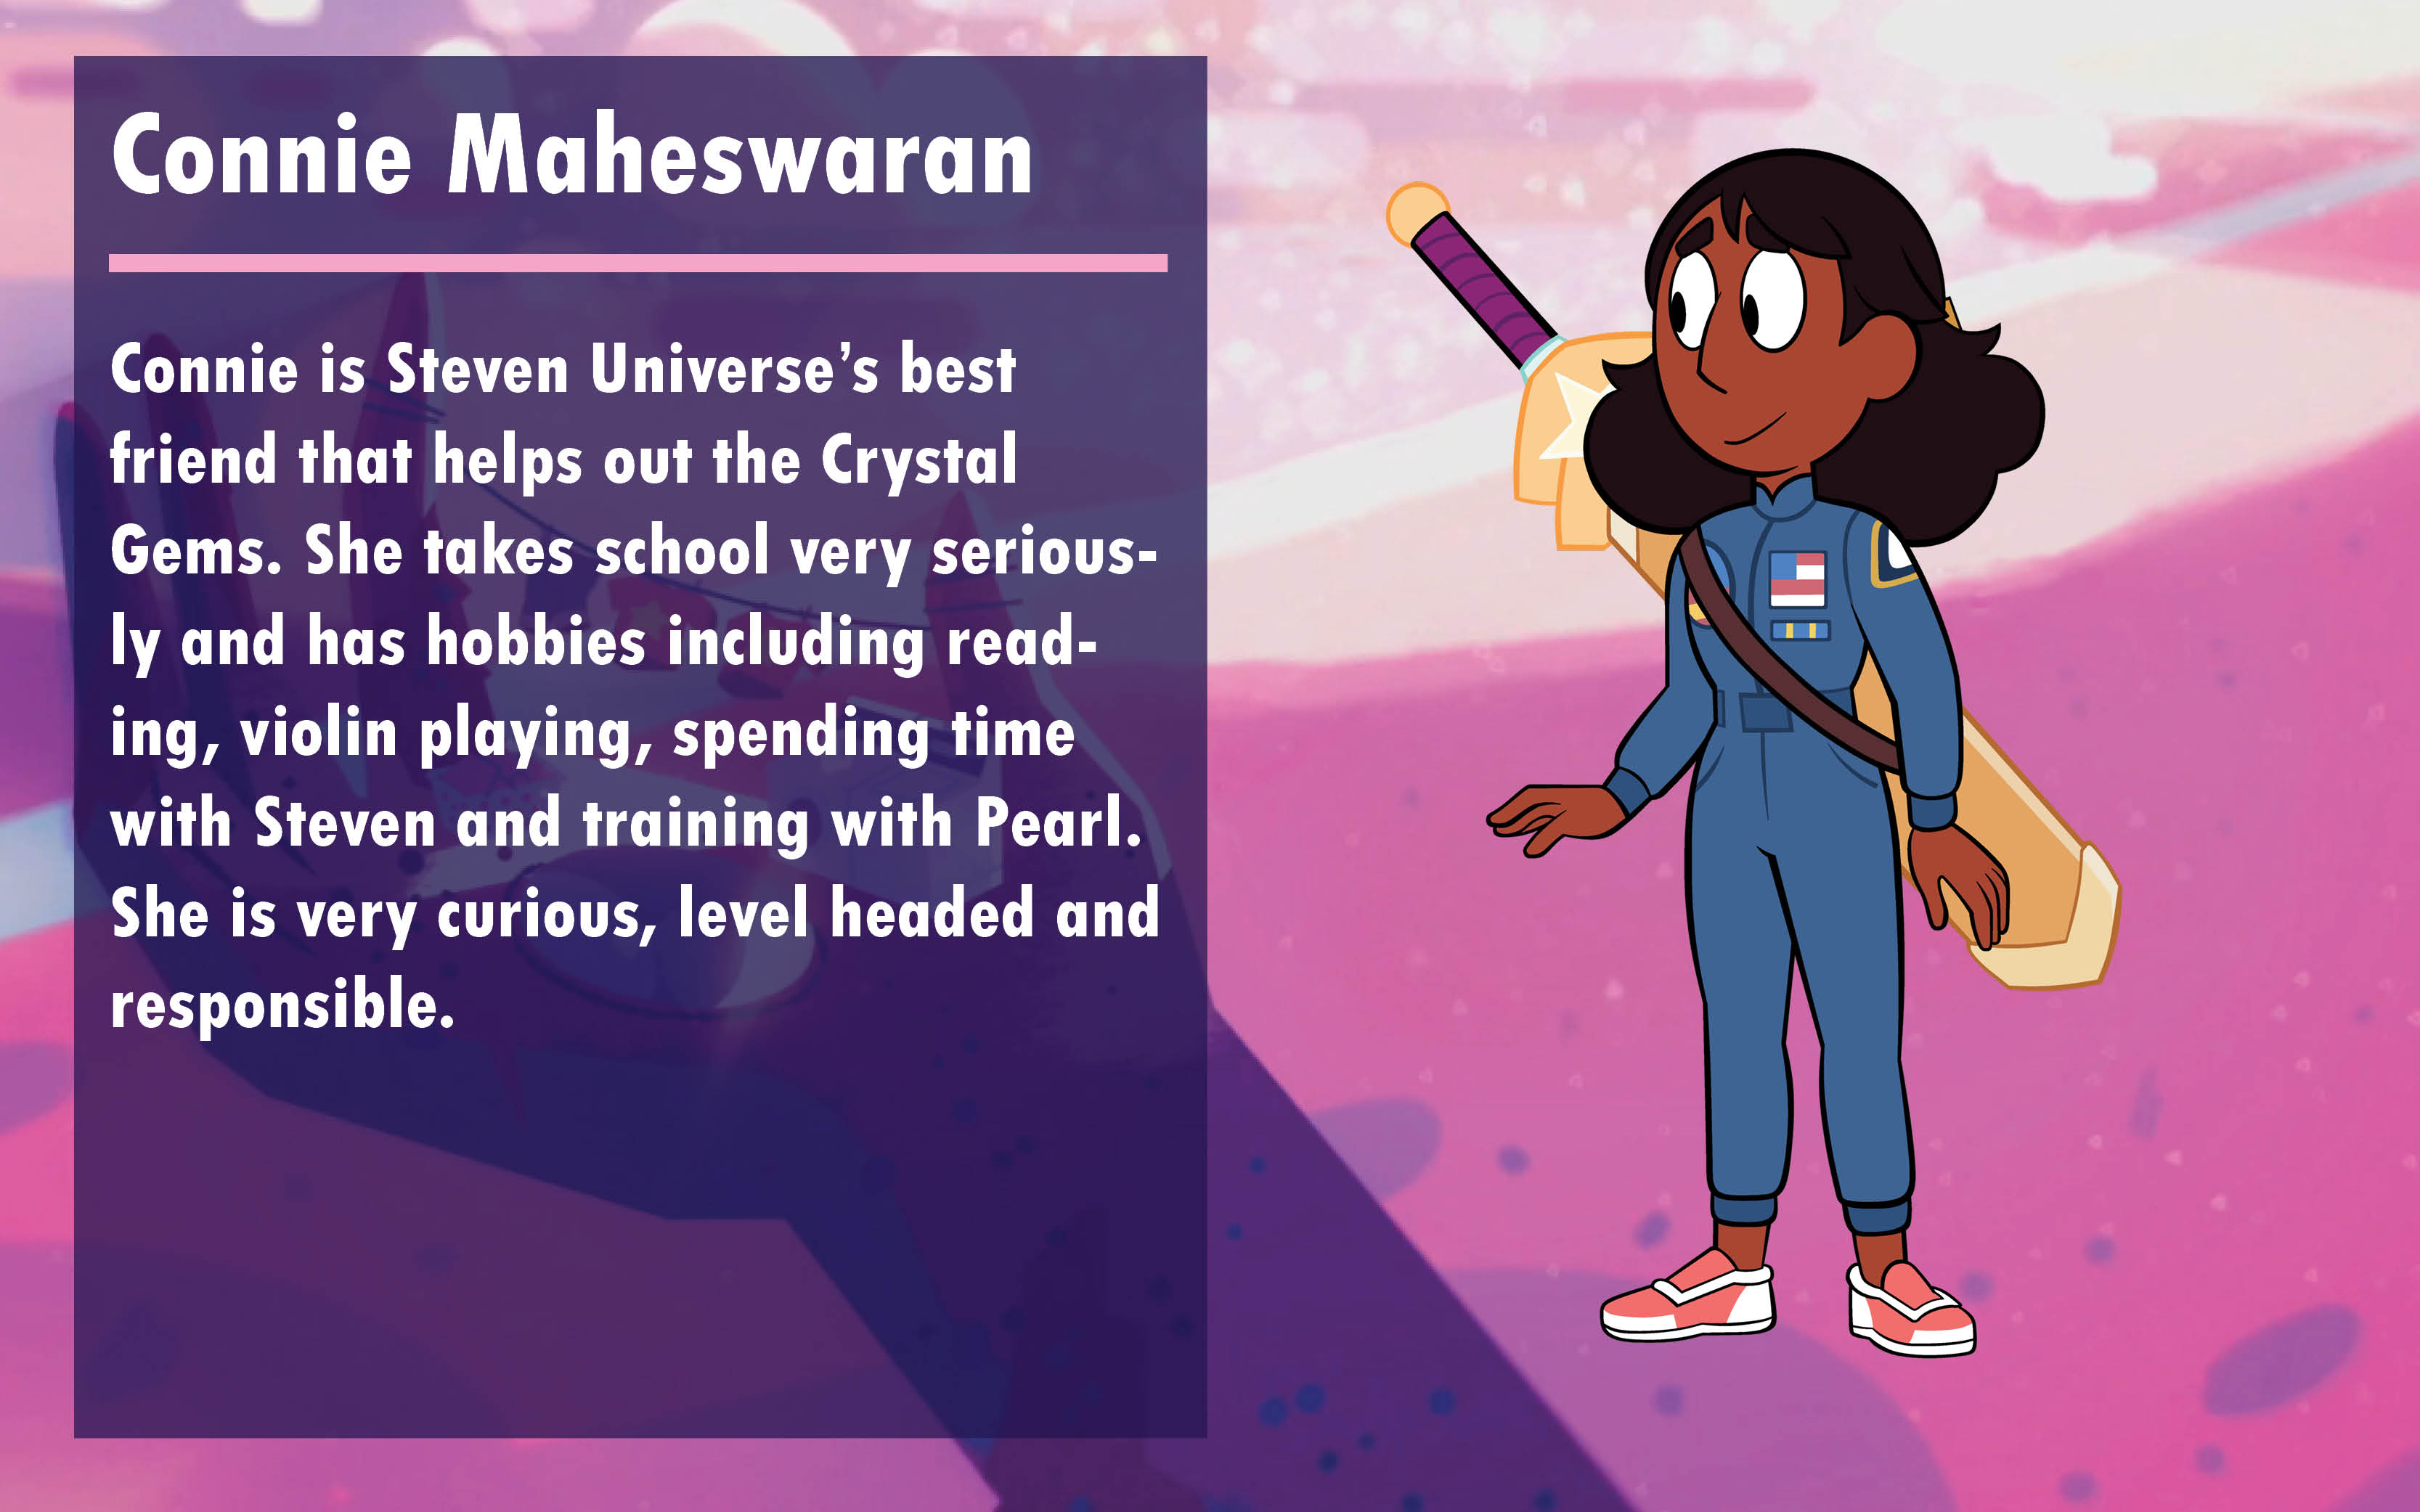 Connie Maheswaran
Connie is Steven Universe’s best
friend that helps out the Crystal
Gems. She takes school very serious-
ly and has hobbies including read-
ing, violin playing, spending time
with Steven and training with Pearl.
She is very curious, level headed and
responsible.